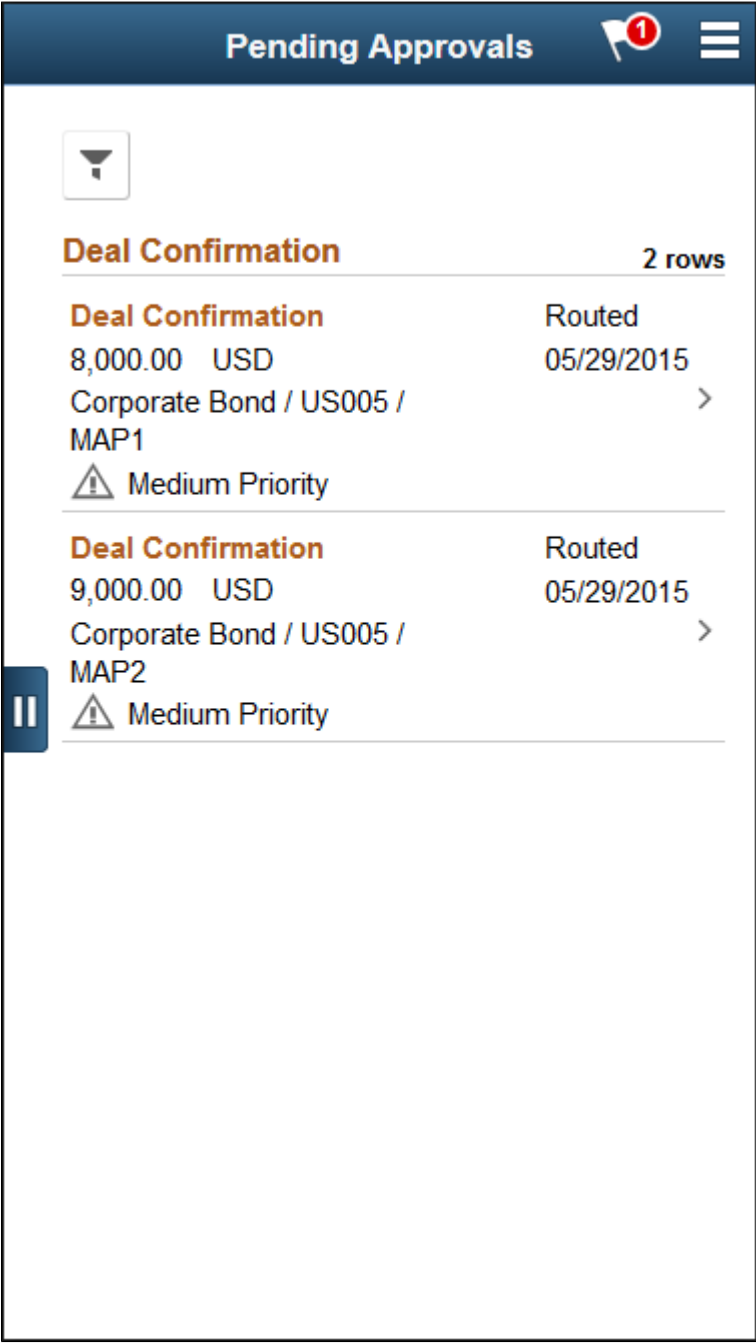 Pending Approvals 1
Deal Confirmation 2 rows
Deal Confirmation Routed
8,000.00 USD 05/29/2015
Corporate Bond / US005 /
MAP1
Medium Priority
Deal Confirmation Routed
9,000.00 USD 05/29/2015
Corporate Bond / US005 /
MAP2
Medium Priority